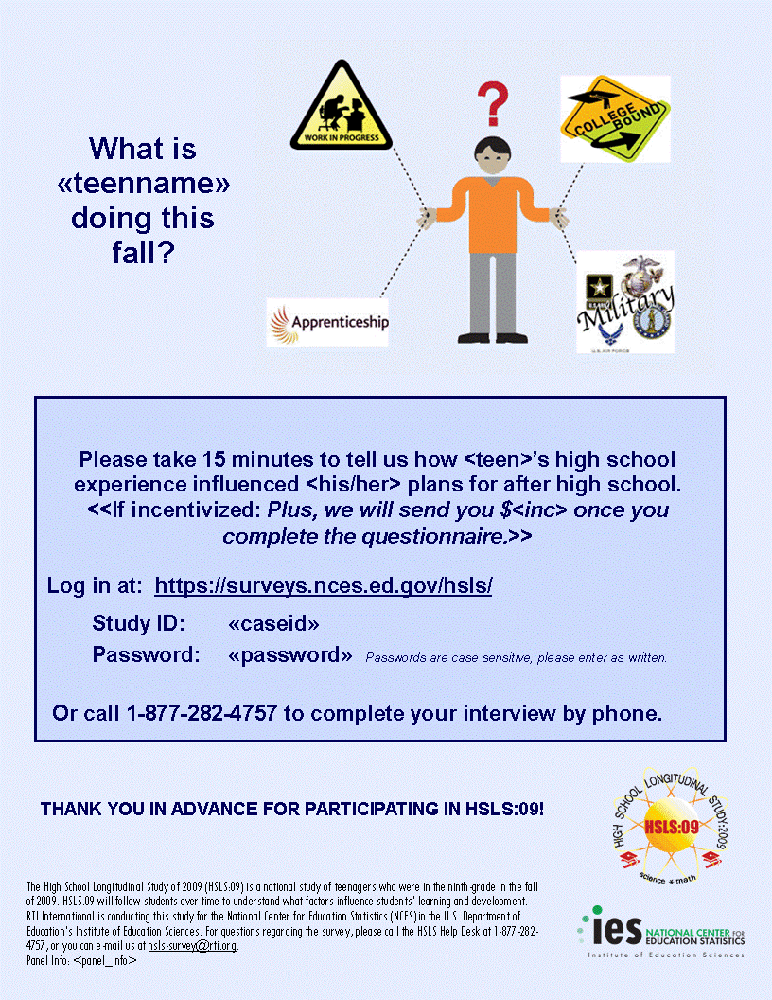 What is
«teenname»
doing this
fall?
WORK IN PROGRESS
?
COLLEGE
BOUND
Apprenticeship
Military
U.S. AIR FORCE
Please take 15 minutes to tell us how <teen>’s high school
experience influenced <his/her> plans for after high school.
<<If incentivized: Plus, we will send you $<inc> once you
complete the questionnaire.>>
Log in at: https://surveys.nces.ed.gov/hsls/
Study ID: «caseid»
Password: «password» Passwords are case sensitive, please enter as written.
Or call 1-877-282-4757 to complete your interview by phone.
THANK YOU IN ADVANCE FOR PARTICIPATING IN HSLS:09!
HIGH SCHOOL LONGITUDINAL STUDY:2009
HSLS:09
science * math
The High School Longitudinal Study of 2009 (HSLS:09) is a national study of teenagers who were in the ninth-grade in the fall
of 2009. HSLS:09 will follow students over time to understand what factors influence students’ learning and development.
RTI International is conducting this study for the National Center for Education Statistics (NCES) in the U.S. Department of
Education’s Institute of Education Sciences. For questions regarding the survey, please call the HSLS Help Desk at 1-877-282-
4757, or you can e-mail us at hsls-survey@rti.org.
Panel Info: <panel_info>
ies NATIONAL CENTER FOR
EDUCATION STATISTICS
Institute of Education Sciences